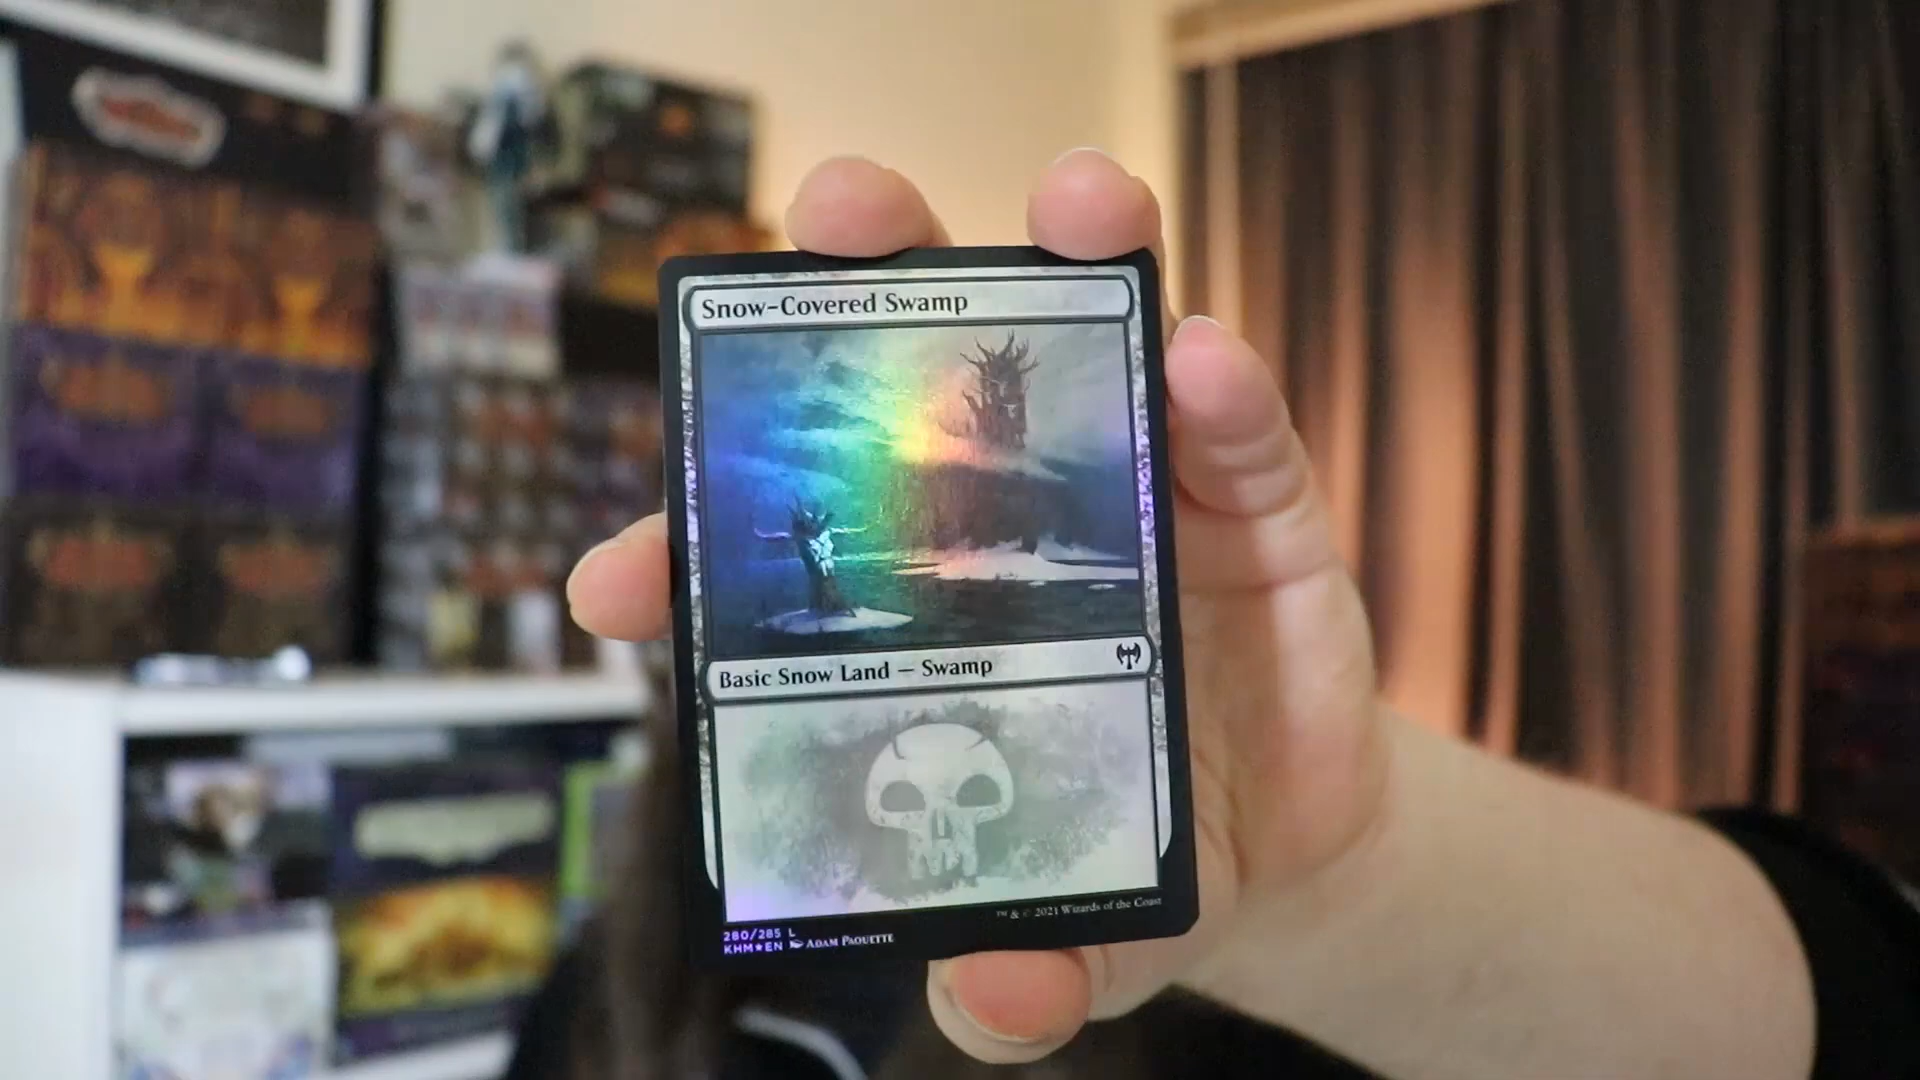 Snow-Covered Swamp
Basic Snow Land — Swamp
™ & © 2021 Wizards of the Coast
280/285 L
KHM★EN Adam Paquette